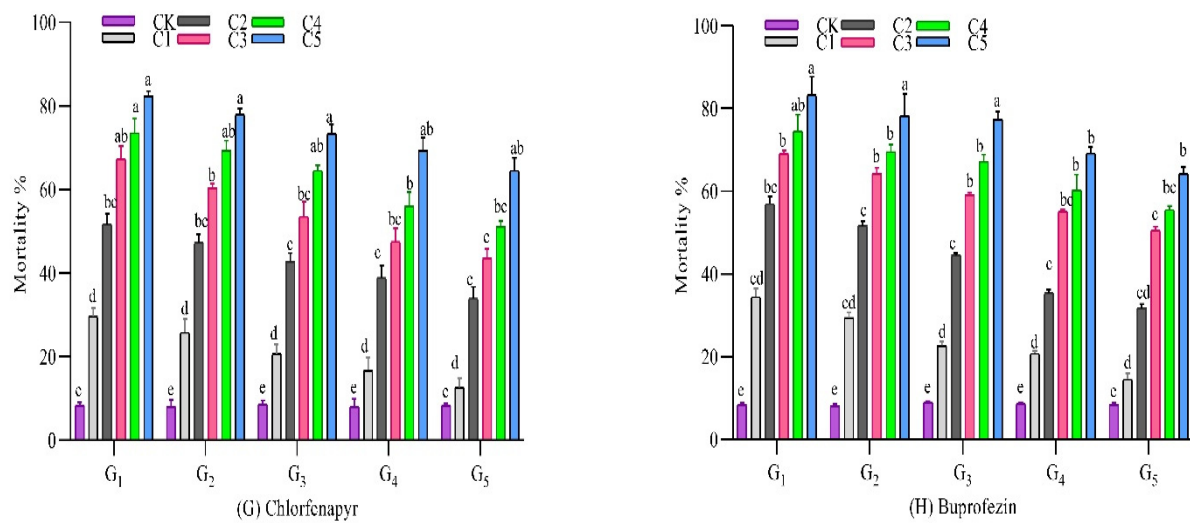 Mortality %
100
80
60
40
20
0
CK C2 C4
C1 C3 C5
e d bc ab a a
e d bc b ab a
e d c bc ab a
e d c bc b ab
e d c bc bc ab
G1 G2 G3 G4 G5
(G) Chlorfenapyr
Mortality %
100
80
60
40
20
0
CK C2 C4
C1 C3 C5
e cd bc b ab a
e cd c b b a
e d c b b a
e d c bc b b
e d cd c bc b
G1 G2 G3 G4 G5
(H) Buprofezin